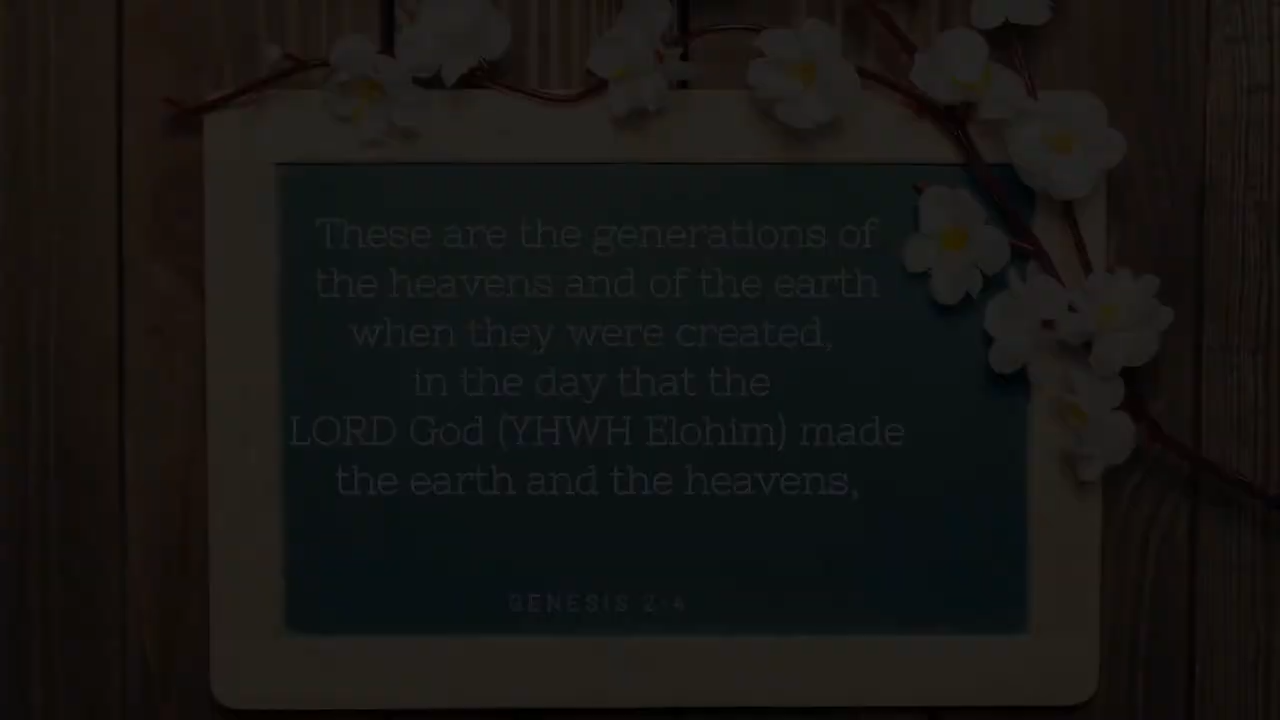 These are the generations of
the heavens and of the earth
when they were created,
in the day that the
LORD God (YHWH Elohim) made
the earth and the heavens,
GENESIS 2:4